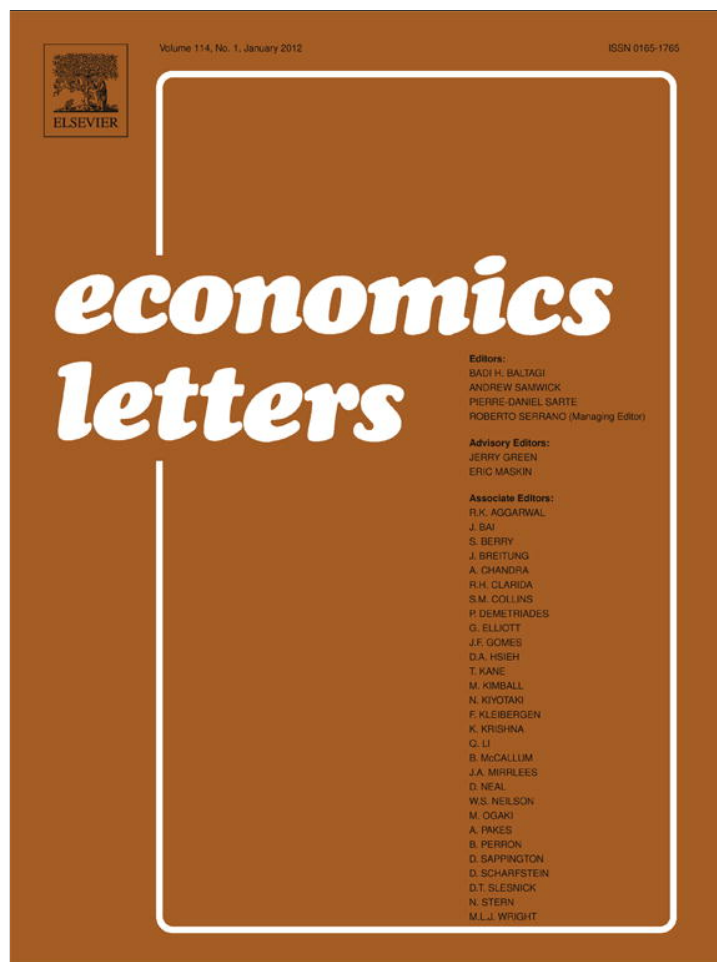 Volume 114, No. 1, January 2012
ISSN 0165-1765
ELSEVIER
economics
letters
Editors:
BADI H. BALTAGI
ANDREW SAMWICK
PIERRE-DANIEL SARTE
ROBERTO SERRANO (Managing Editor)
Advisory Editors:
JERRY GREEN
ERIC MASKIN
Associate Editors:
R.K. AGGARWAL
J. BAI
S. BERRY
J. BREITUNG
A. CHANDRA
R.H. CLARIDA
S.M. COLLINS
P. DEMETRIADES
G. ELLIOTT
J.F. GOMES
D.A. HSIEH
T. KANE
M. KIMBALL
N. KIYOTAKI
F. KLEIBERGEN
K. KRISHNA
Q. LI
B. McCALLUM
J.A. MIRRLEES
D. NEAL
W.S. NEILSON
M. OGAKI
A. PAKES
B. PERRON
D. SAPPINGTON
D. SCHARFSTEIN
D.T. SLESNICK
N. STERN
M.L.J. WRIGHT